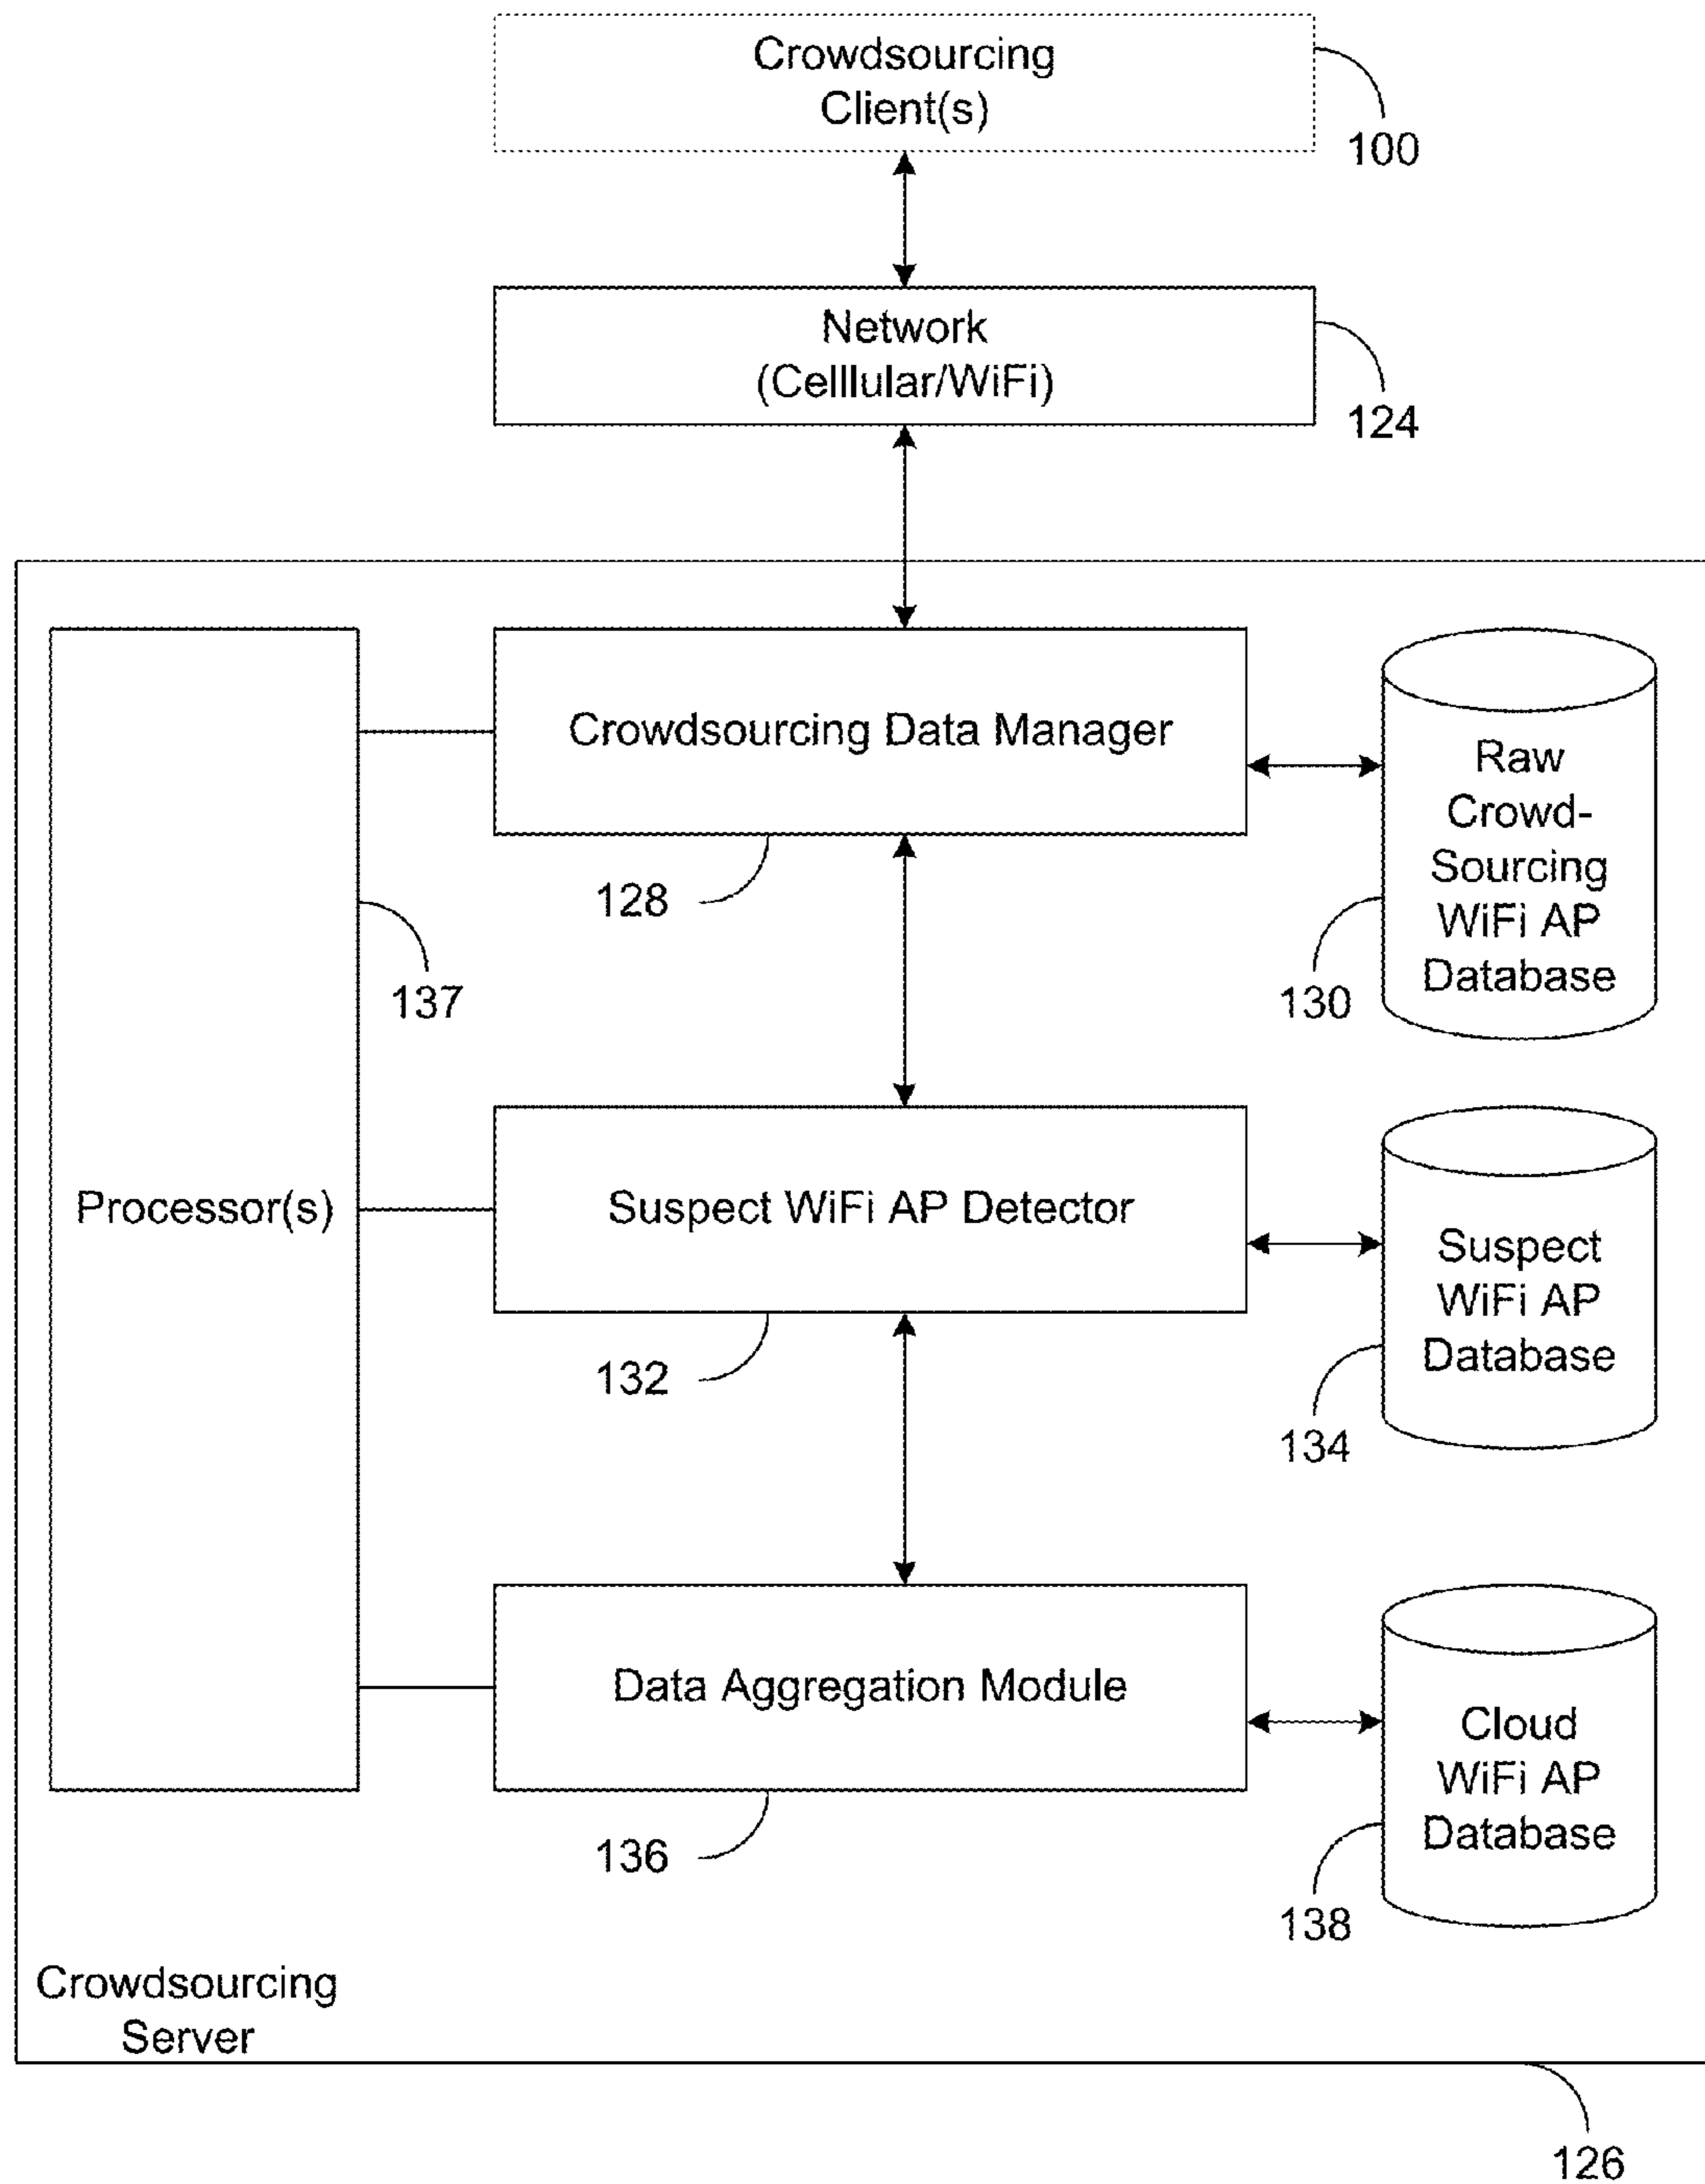 Crowdsourcing
Client(s)
100
Network
(Celllular/WiFi)
124
Crowdsourcing Data Manager
128
Raw
Crowd-
Sourcing
WiFi AP
Database
130
137
Processor(s)
Suspect WiFi AP Detector
132
Suspect
WiFi AP
Database
134
Data Aggregation Module
136
Cloud
WiFi AP
Database
138
Crowdsourcing
Server
126